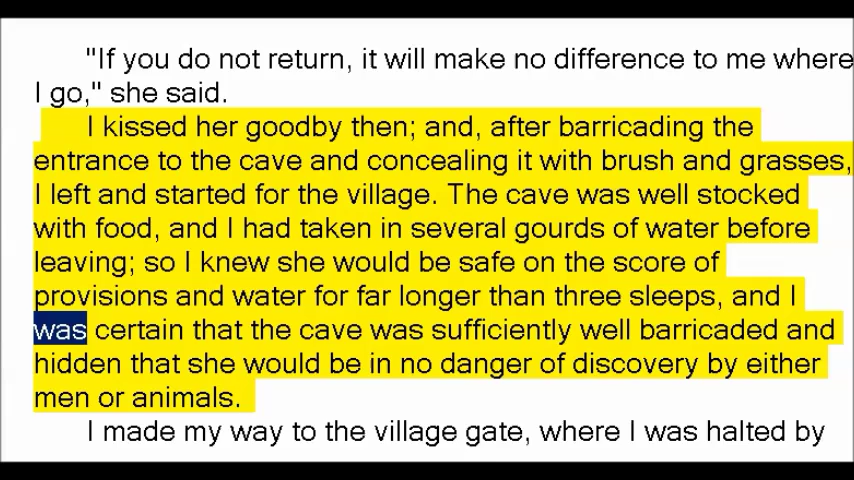 "If you do not return, it will make no difference to me where
I go," she said.
I kissed her goodby then; and, after barricading the
entrance to the cave and concealing it with brush and grasses,
I left and started for the village. The cave was well stocked
with food, and I had taken in several gourds of water before
leaving; so I knew she would be safe on the score of
provisions and water for far longer than three sleeps, and I
was certain that the cave was sufficiently well barricaded and
hidden that she would be in no danger of discovery by either
men or animals.
I made my way to the village gate, where I was halted by